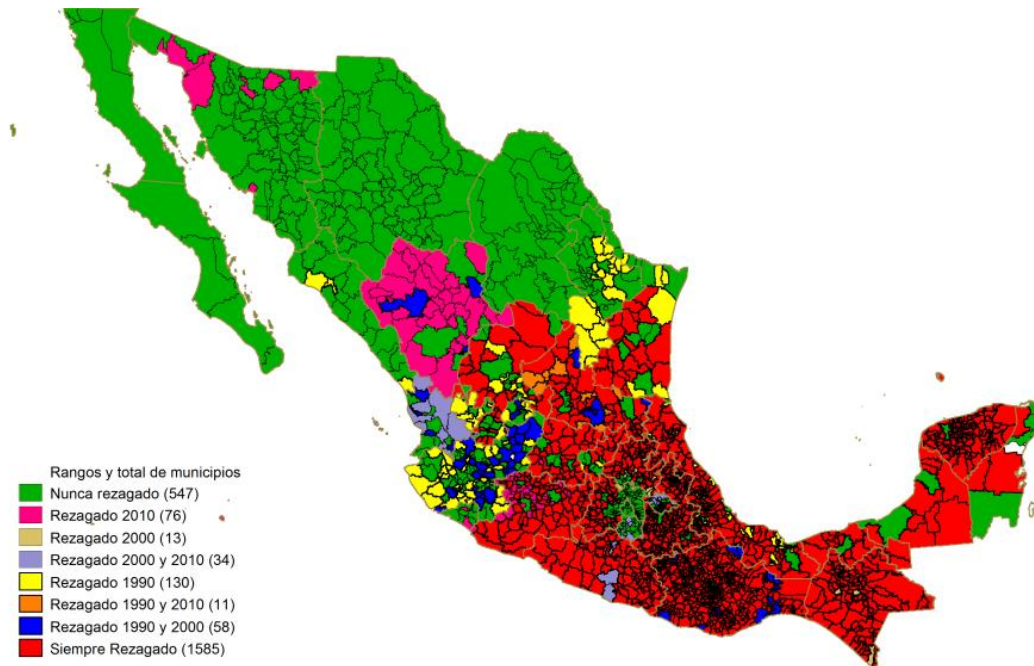 Rangos y total de municipios
Nunca rezagado (547)
Rezagado 2010 (76)
Rezagado 2000 (13)
Rezagado 2000 y 2010 (34)
Rezagado 1990 (130)
Rezagado 1990 y 2010 (11)
Rezagado 1990 y 2000 (58)
Siempre Rezagado (1585)